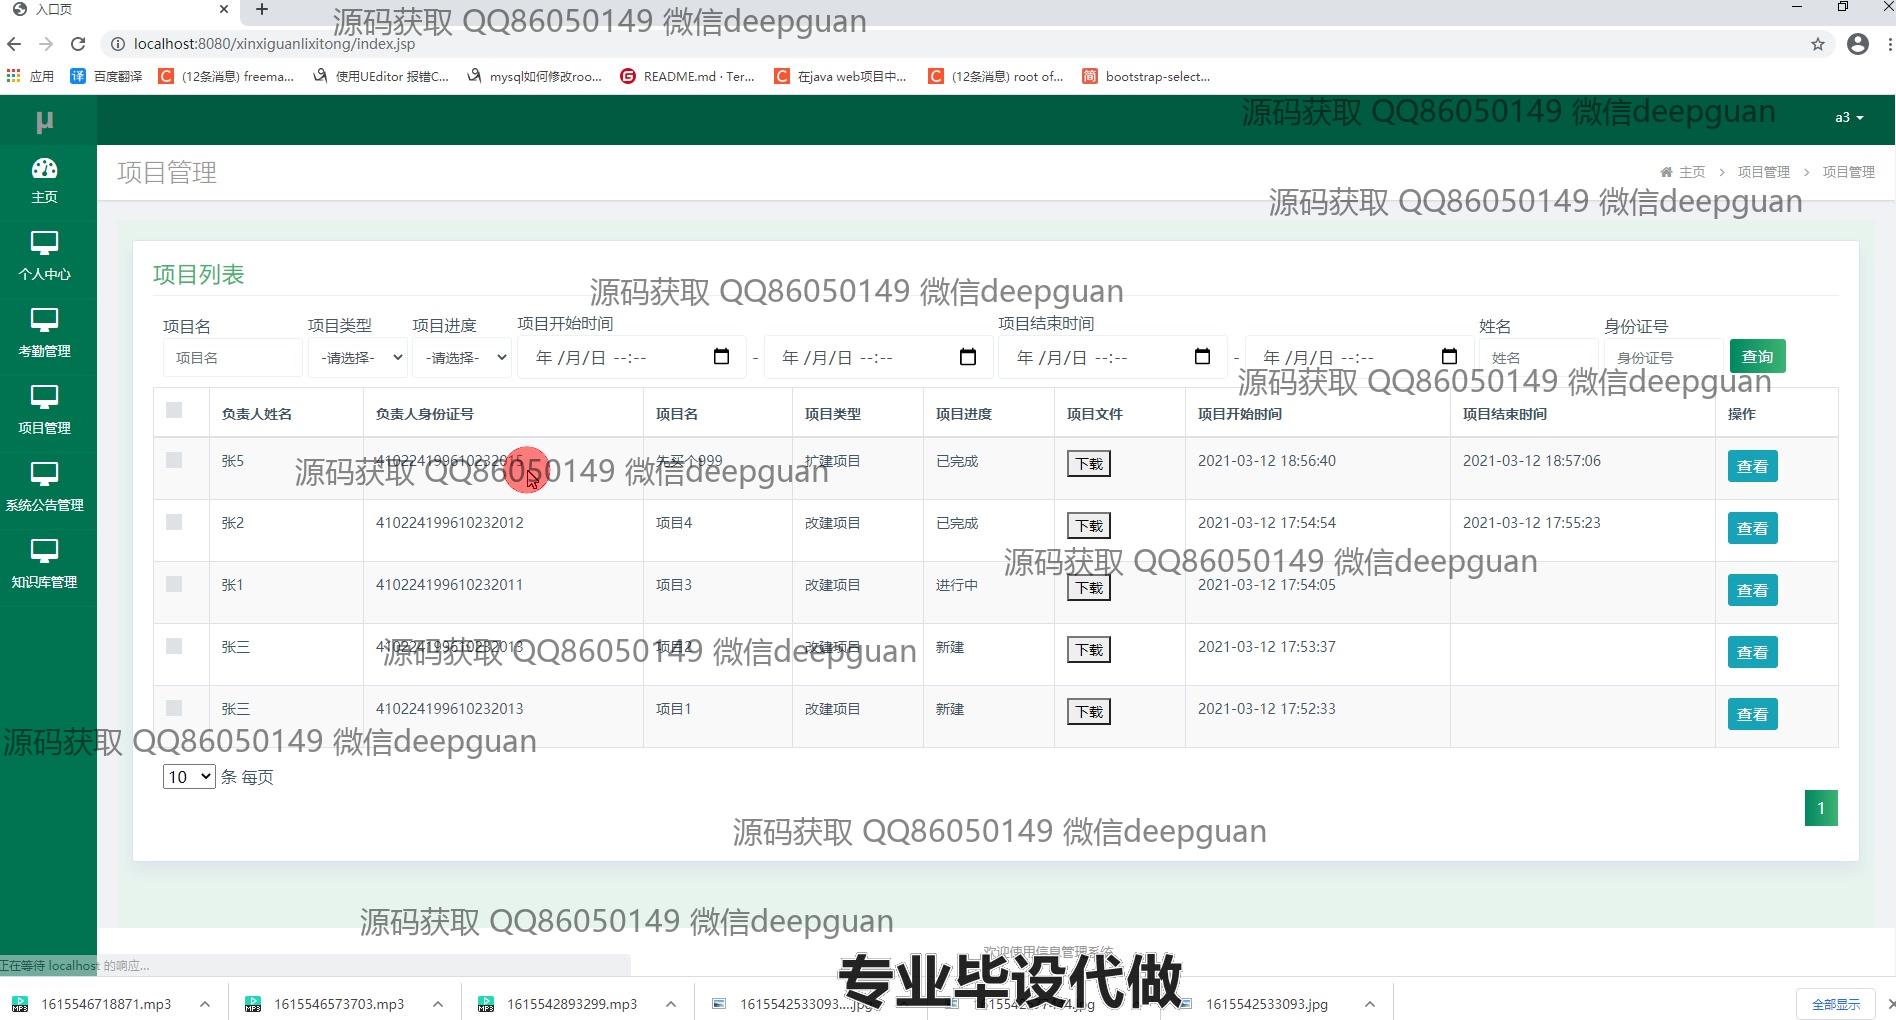 入口页
源码获取 QQ86050149 微信deepguan
localhost:8080/xinxiguanlixitong/index.jsp
应用 百度翻译 (12条消息) freema... 使用UEditor 报错C... mysql如何修改roo... README.md · Ter... 在java web项目中... (12条消息) root of... bootstrap-select...
μ
源码获取 QQ86050149 微信deepguan
a3
主页
个人中心
考勤管理
项目管理
系统公告管理
知识库管理
项目管理
主页 > 项目管理 > 项目管理
源码获取 QQ86050149 微信deepguan
项目列表
源码获取 QQ86050149 微信deepguan
项目名 项目类型 项目进度 项目开始时间 项目结束时间 姓名 身份证号
项目名 -请选择- -请选择- 年 /月/日 --:-- - 年 /月/日 --:-- 年 /月/日 --:-- - 年 /月/日 --:-- 姓名 身份证号 查询
源码获取 QQ86050149 微信deepguan
负责人姓名 负责人身份证号 项目名 项目类型 项目进度 项目文件 项目开始时间 项目结束时间 操作
张5 410224199610232015 先买个999 扩建项目 已完成 下载 2021-03-12 18:56:40 2021-03-12 18:57:06 查看
源码获取 QQ86050149 微信deepguan
张2 410224199610232012 项目4 改建项目 已完成 下载 2021-03-12 17:54:54 2021-03-12 17:55:23 查看
源码获取 QQ86050149 微信deepguan
张1 410224199610232011 项目3 改建项目 进行中 下载 2021-03-12 17:54:05 查看
张三 410224199610232013 项目2 改建项目 新建 下载 2021-03-12 17:53:37 查看
源码获取 QQ86050149 微信deepguan
张三 410224199610232013 项目1 改建项目 新建 下载 2021-03-12 17:52:33 查看
源码获取 QQ86050149 微信deepguan
10 条 每页
1
源码获取 QQ86050149 微信deepguan
源码获取 QQ86050149 微信deepguan
欢迎使用信息管理系统
正在等待 localhost 的响应...
专业毕设代做
1615546718871.mp3 1615546573703.mp3 1615542893299.mp3 1615542533093....jpg 1615542533093.jpg 全部显示